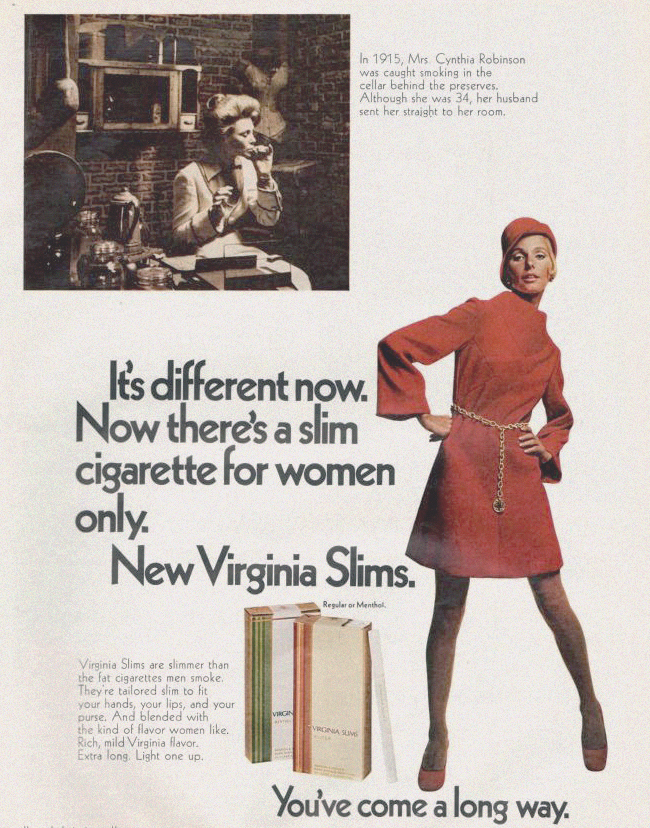 In 1915, Mrs. Cynthia Robinson
was caught smoking in the
cellar behind the preserves.
Although she was 34, her husband
sent her straight to her room.
It's different now.
Now there's a slim
cigarette for women
only.
New Virginia Slims.
Regular or Menthol.
Virginia Slims are slimmer than
the fat cigarettes men smoke.
They're tailored slim to fit
your hands, your lips, and your
purse. And blended with
the kind of flavor women like.
Rich, mild Virginia flavor.
Extra long. Light one up.
VIRGIN
VIRGINIA SLIMS
You've come a long way.